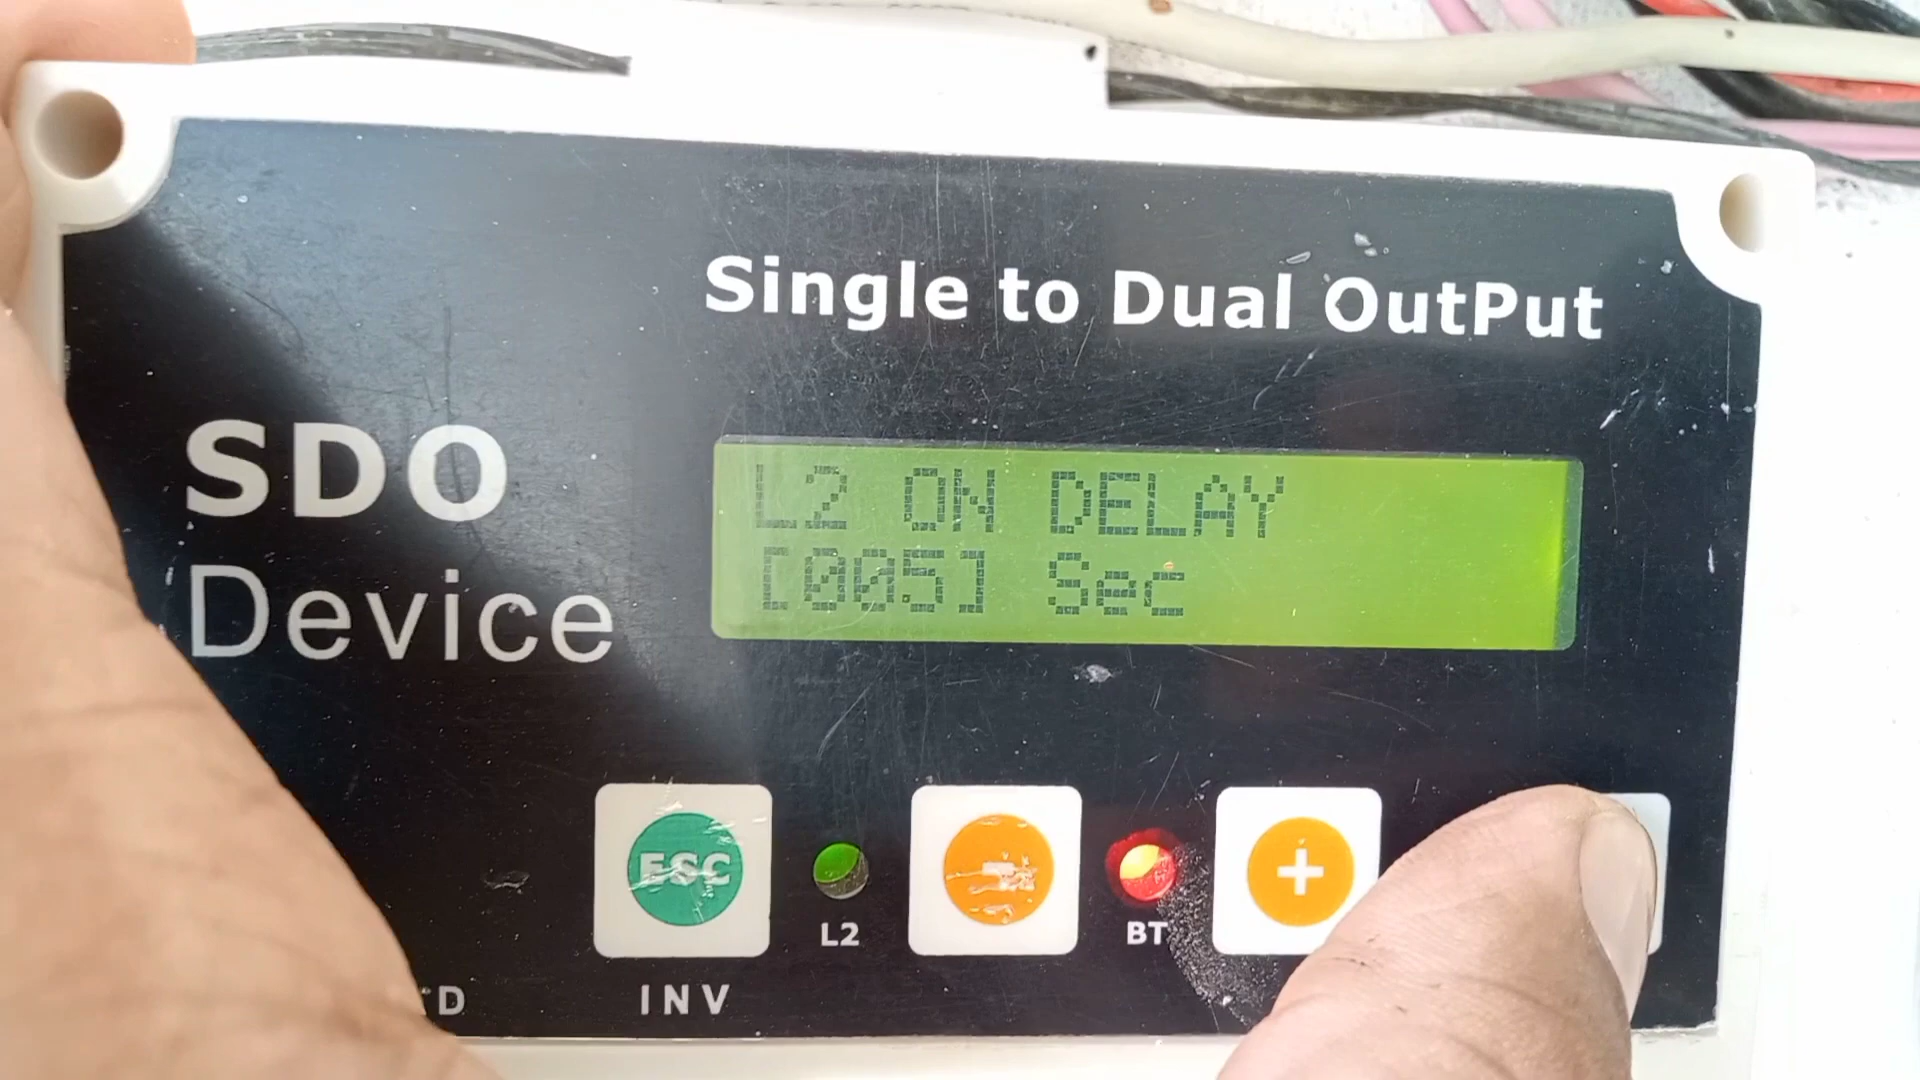 Single to Dual OutPut
SDO
Device
L2 ON DELAY
[005] Sec
ESC
+
L2
BT
INV